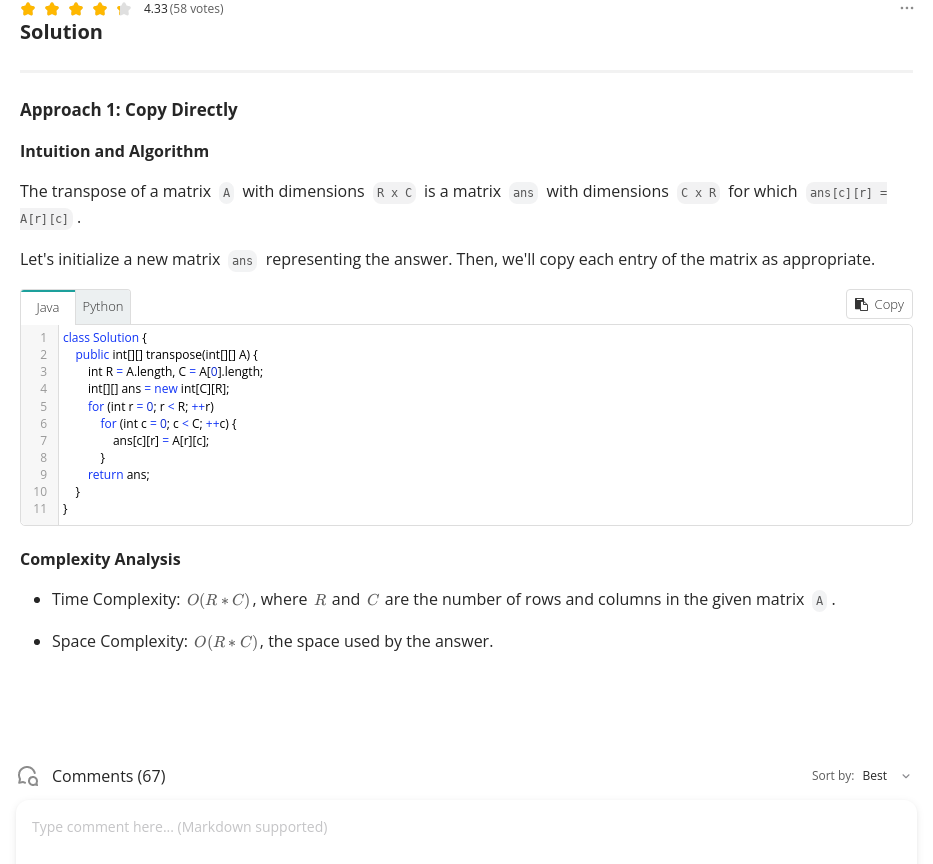 4.33 (58 votes)
Solution
Approach 1: Copy Directly
Intuition and Algorithm
The transpose of a matrix A with dimensions R x C is a matrix ans with dimensions C x R for which ans[c][r] =
A[r][c] .
Let's initialize a new matrix ans representing the answer. Then, we'll copy each entry of the matrix as appropriate.
Java Python Copy
1 class Solution {
2 public int[][] transpose(int[][] A) {
3 int R = A.length, C = A[0].length;
4 int[][] ans = new int[C][R];
5 for (int r = 0; r < R; ++r)
6 for (int c = 0; c < C; ++c) {
7 ans[c][r] = A[r][c];
8 }
9 return ans;
10 }
11 }
Complexity Analysis
• Time Complexity: O(R * C), where R and C are the number of rows and columns in the given matrix A .
• Space Complexity: O(R * C), the space used by the answer.
Comments (67) Sort by: Best
Type comment here... (Markdown supported)